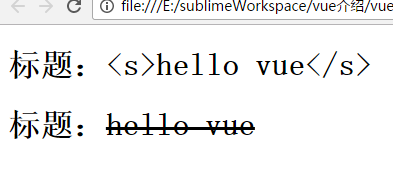 file:///E:/sublimeWorkspace/vue介绍/vue
标题：<s>hello vue</s>
标题：hello vue